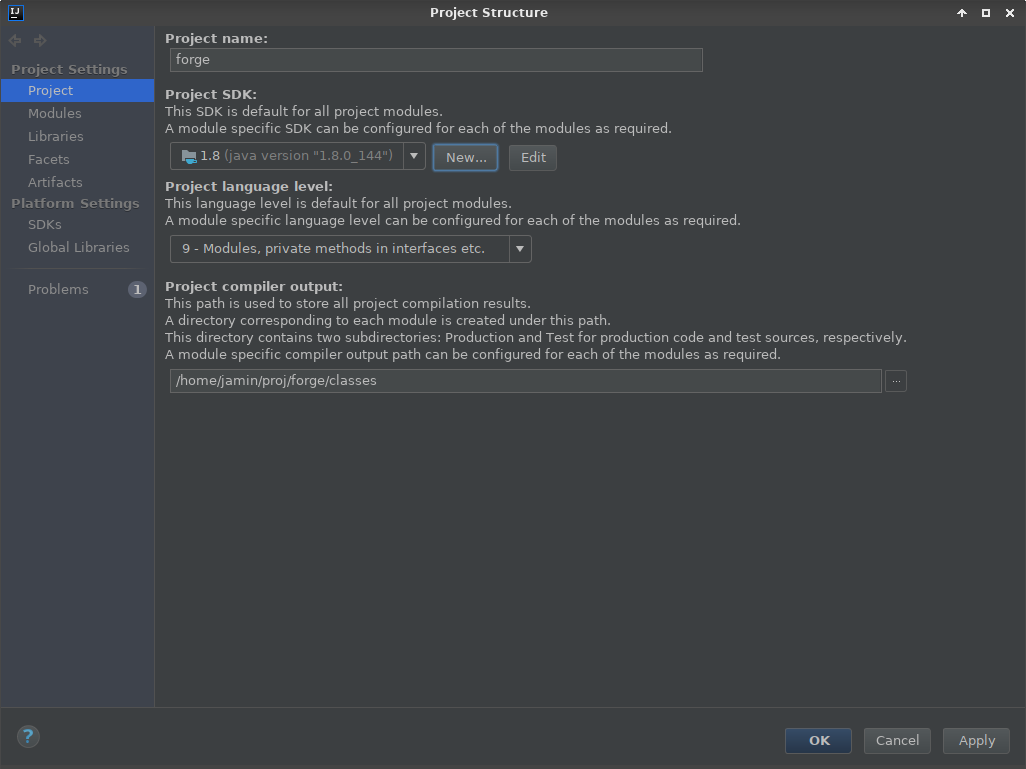 IJ
Project Structure
Project Settings
Project
Modules
Libraries
Facets
Artifacts
Platform Settings
SDKs
Global Libraries
Problems
1
Project name:
forge
Project SDK:
This SDK is default for all project modules.
A module specific SDK can be configured for each of the modules as required.
1.8 (java version "1.8.0_144")
New...
Edit
Project language level:
This language level is default for all project modules.
A module specific language level can be configured for each of the modules as required.
9 - Modules, private methods in interfaces etc.
Project compiler output:
This path is used to store all project compilation results.
A directory corresponding to each module is created under this path.
This directory contains two subdirectories: Production and Test for production code and test sources, respectively.
A module specific compiler output path can be configured for each of the modules as required.
/home/jamin/proj/forge/classes
...
?
OK
Cancel
Apply